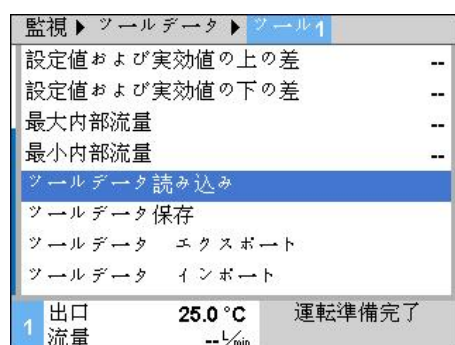 監視 ▶ ツールデータ ▶ ツール1
設定値および実効値の上の差 --
設定値および実効値の下の差 --
最大内部流量 --
最小内部流量 --
ツールデータ読み込み
ツールデータ保存
ツールデータ エクスポート
ツールデータ インポート
1 出口 25.0 °C 運転準備完了
流量 -- L/min